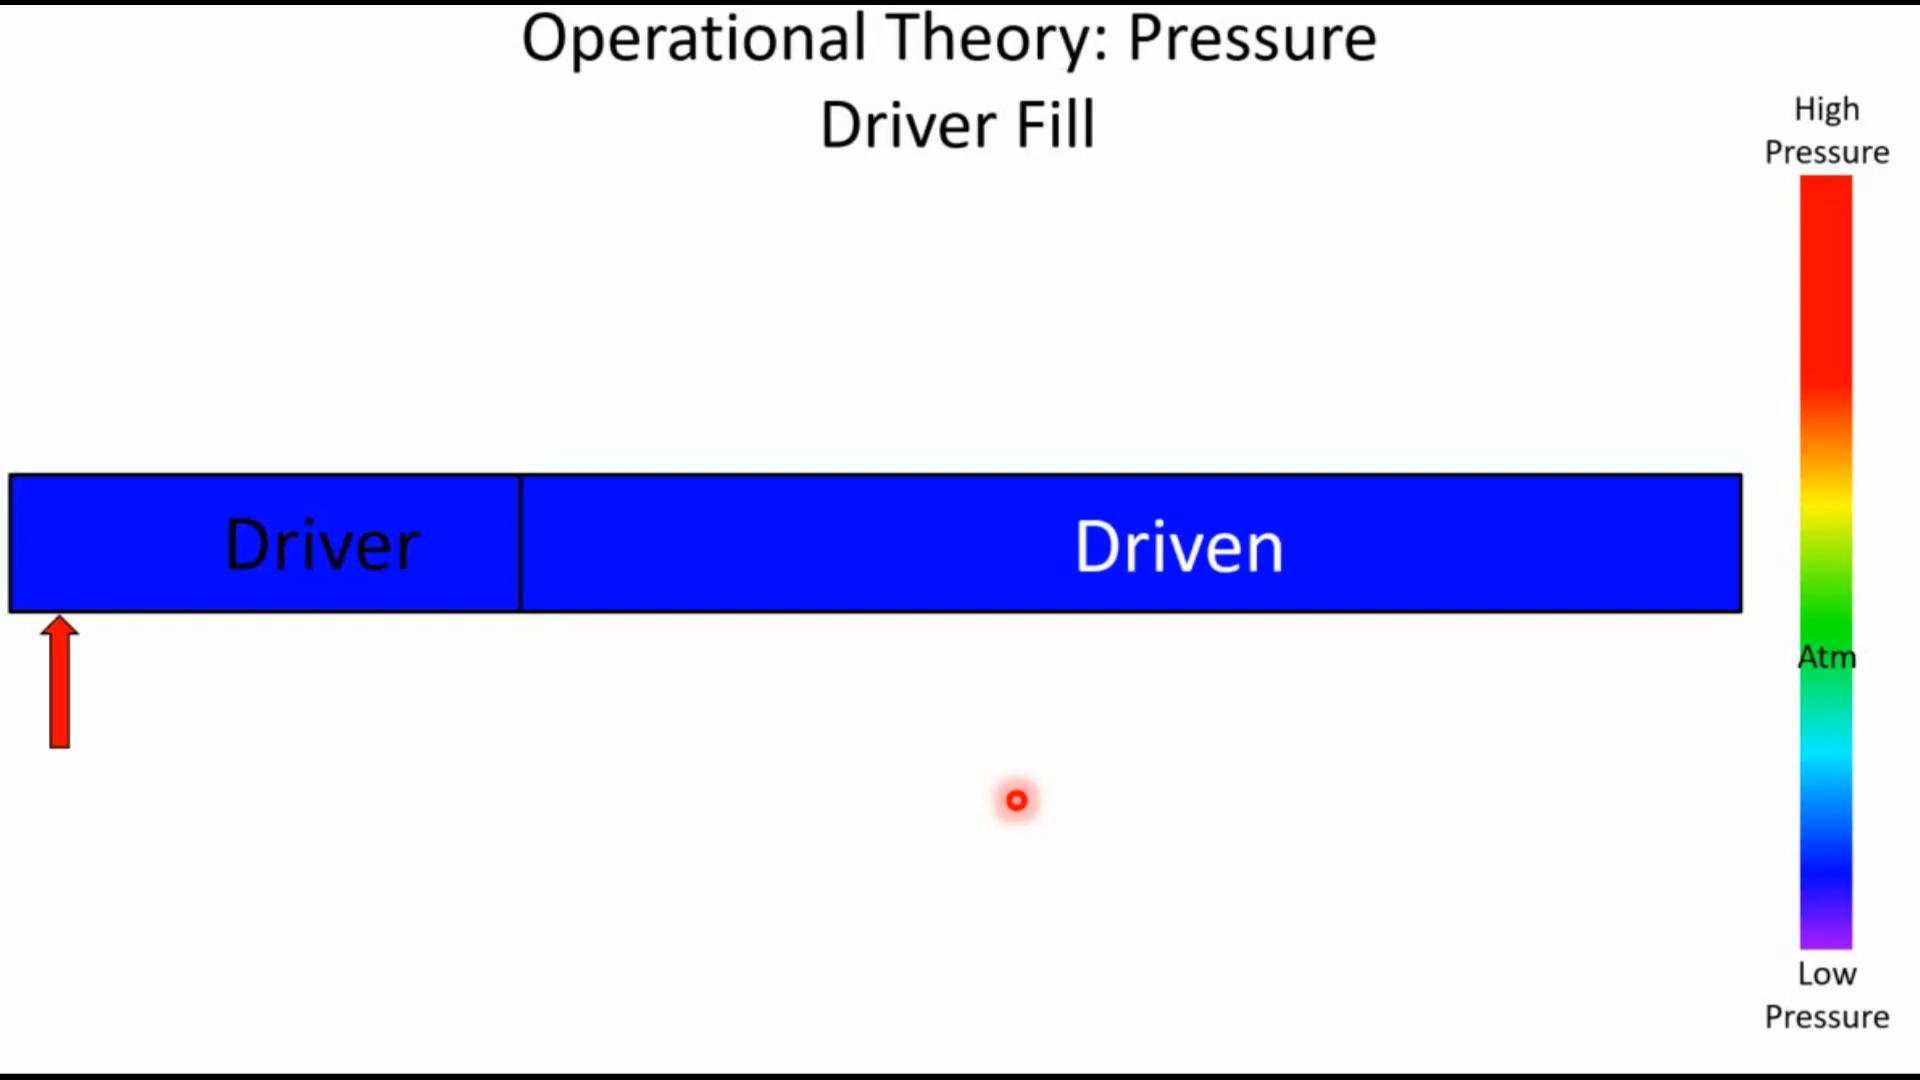 Operational Theory: Pressure
Driver Fill
High
Pressure
Driver
Driven
Atm
Low
Pressure